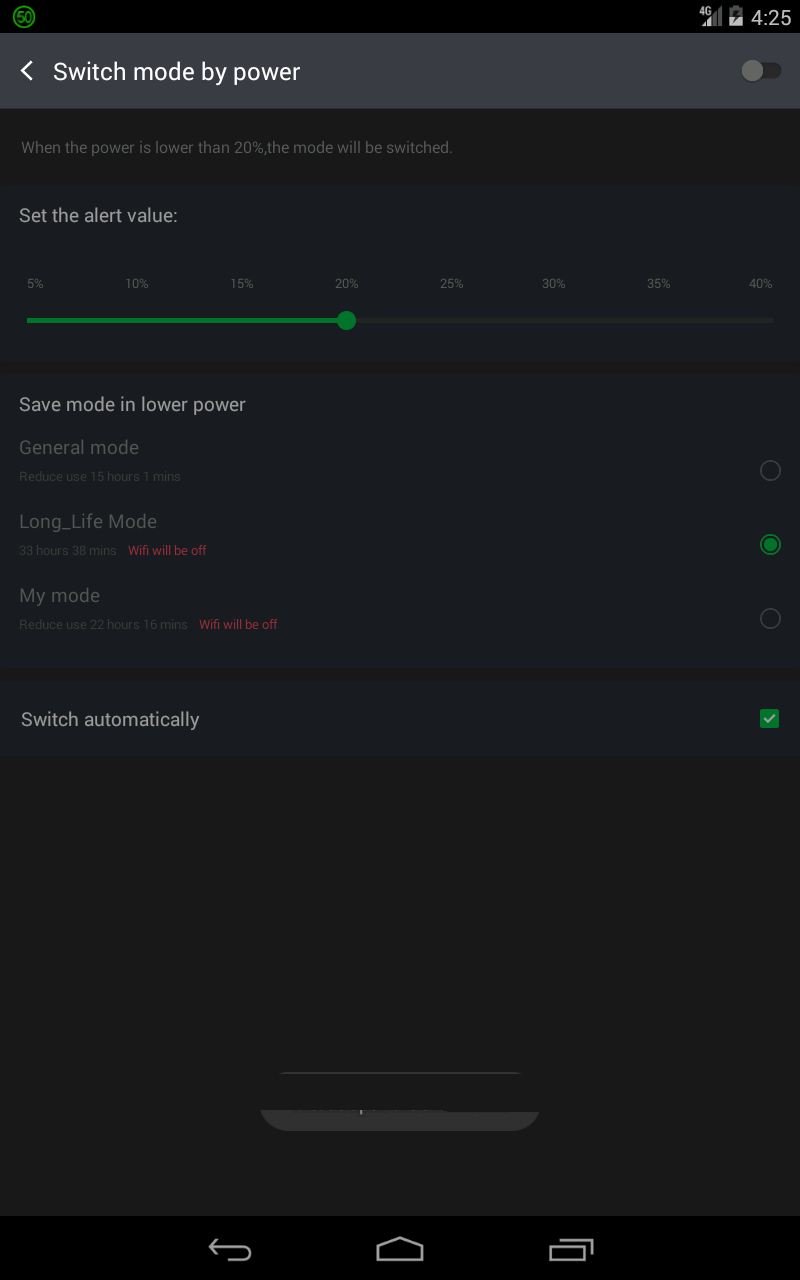 50
4G
4:25
Switch mode by power
When the power is lower than 20%,the mode will be switched.
Set the alert value:
5% 10% 15% 20% 25% 30% 35% 40%
Save mode in lower power
General mode
Reduce use 15 hours 1 mins
Long_Life Mode
33 hours 38 mins Wifi will be off
My mode
Reduce use 22 hours 16 mins Wifi will be off
Switch automatically